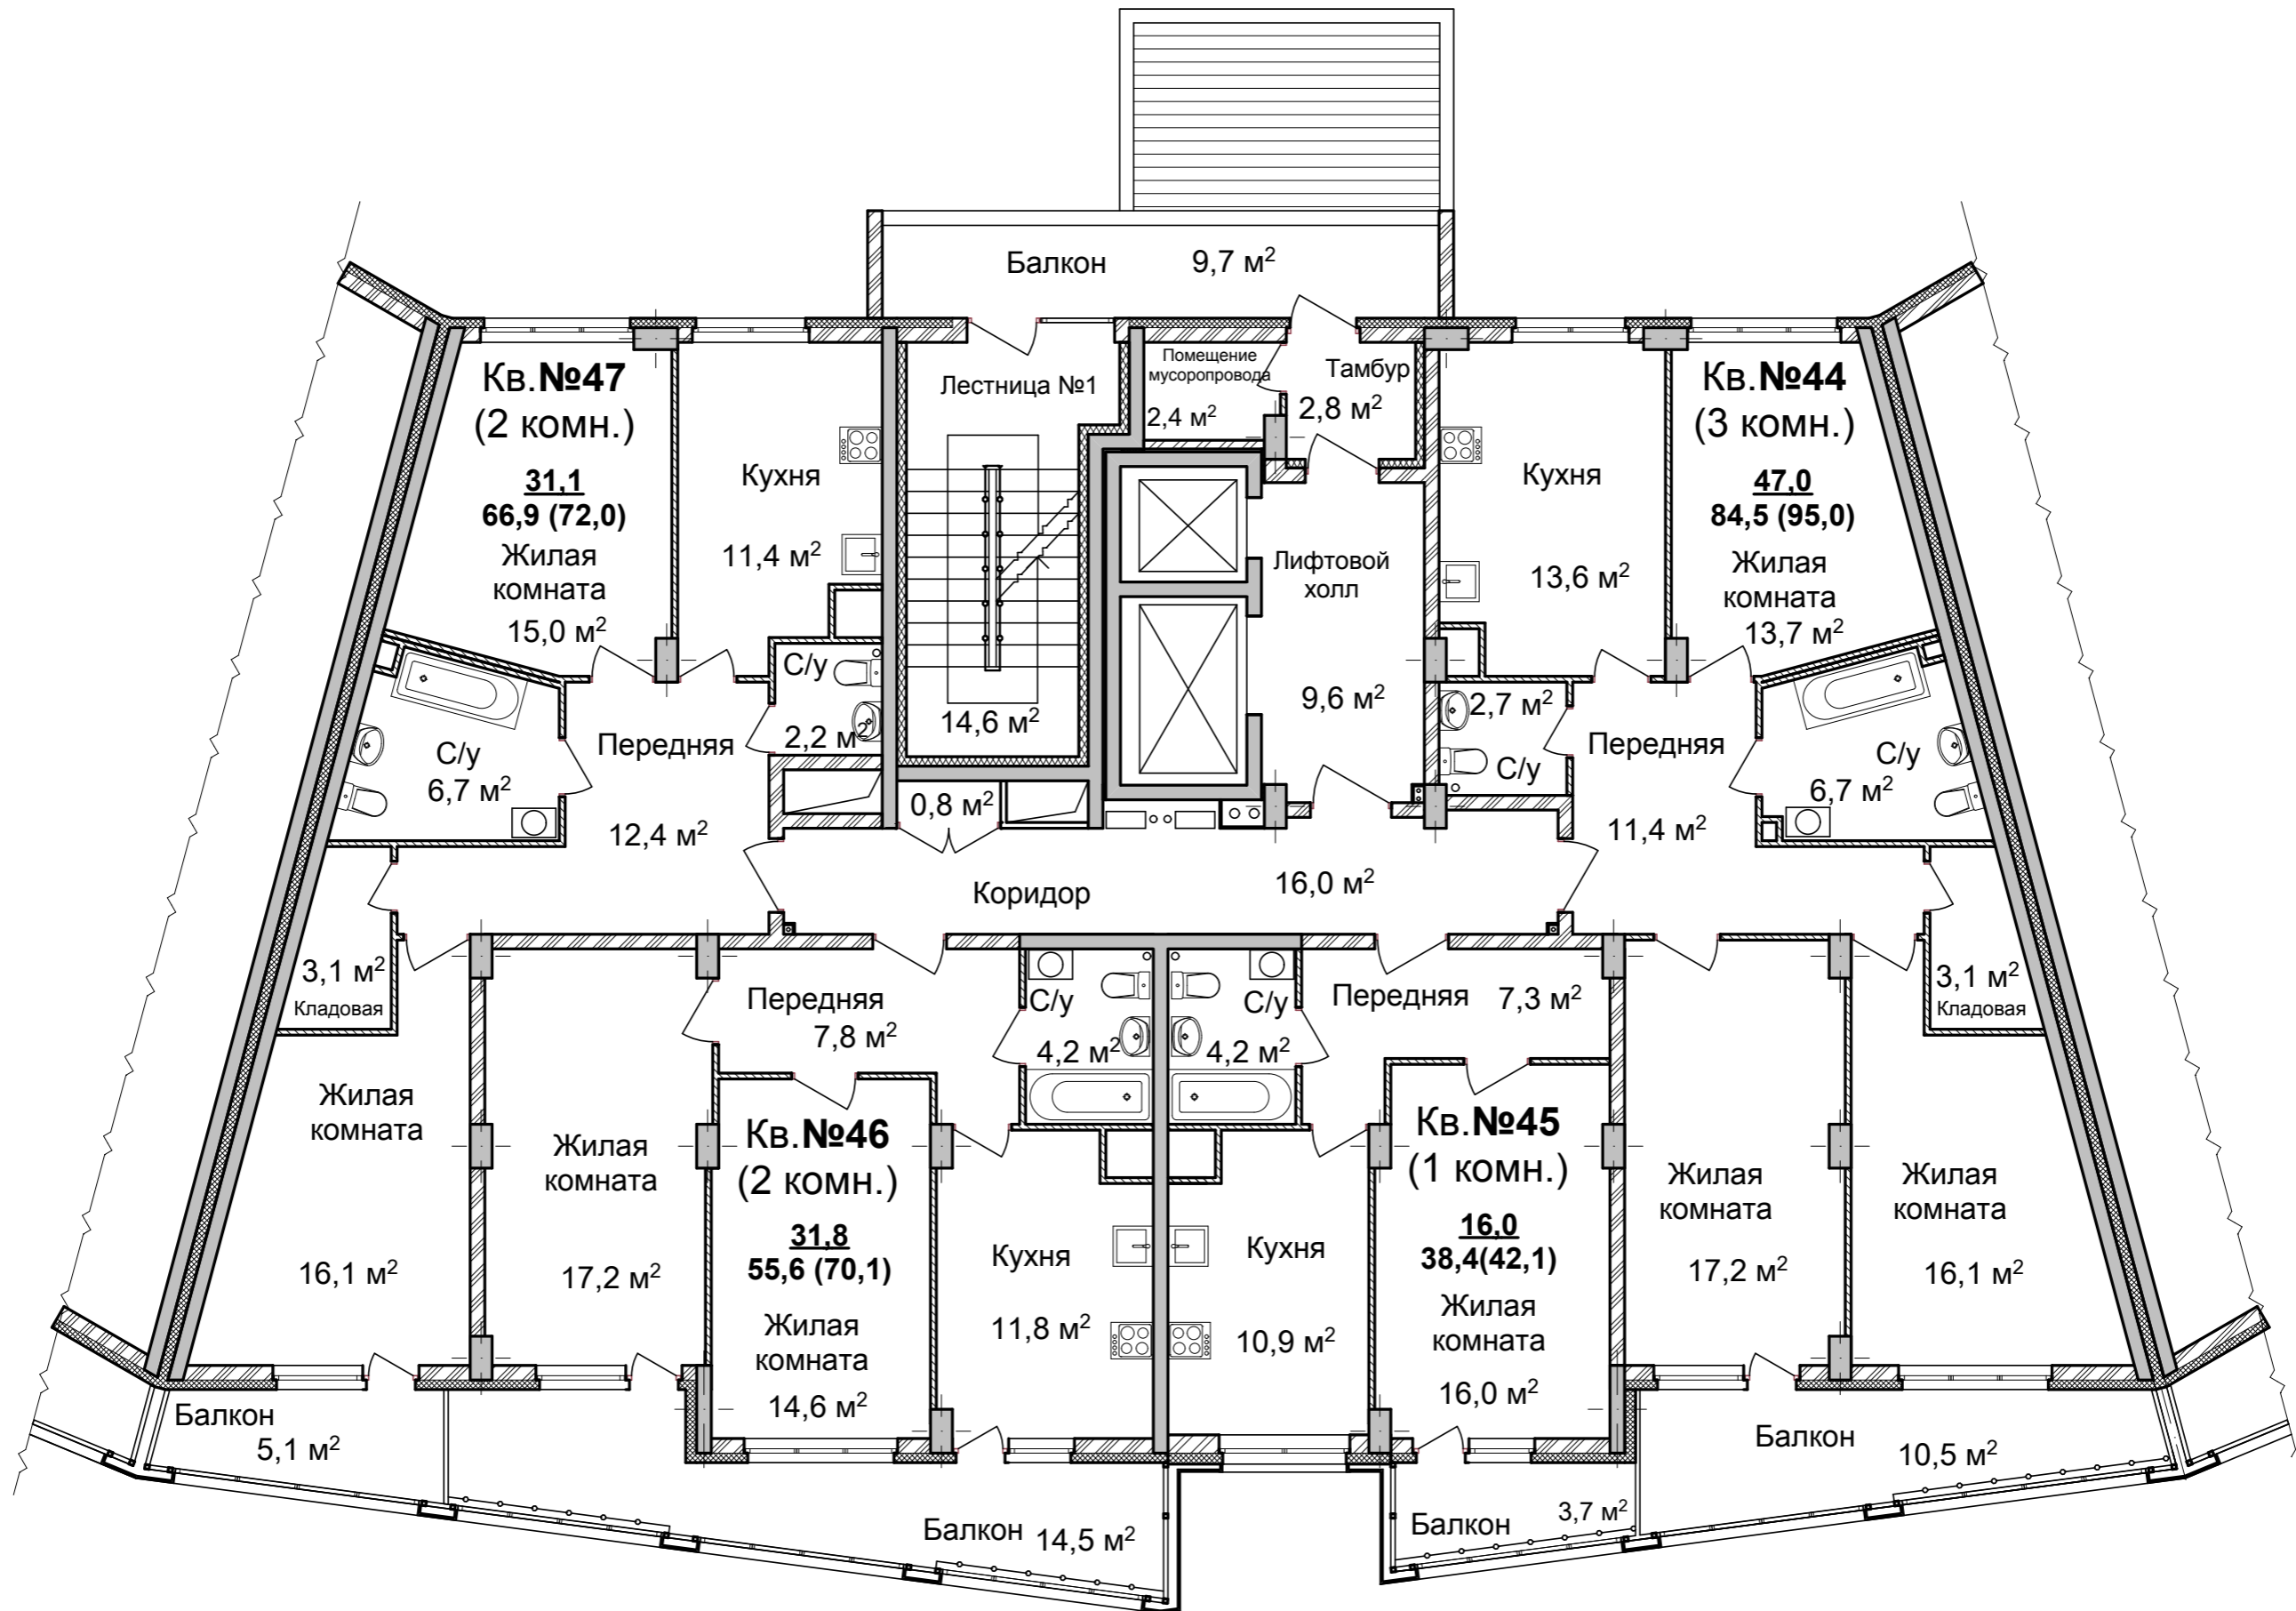 Балкон 9,7 м²
Кв.№47
(2 комн.)
31,1
66,9 (72,0)
Жилая
комната
15,0 м²
Кухня
11,4 м²
Лестница №1
14,6 м²
Помещение
мусоропровода
2,4 м²
Тамбур
2,8 м²
Лифтовой
холл
9,6 м²
Кухня
13,6 м²
Кв.№44
(3 комн.)
47,0
84,5 (95,0)
Жилая
комната
13,7 м²
С/у
6,7 м²
Передняя
12,4 м²
С/у
2,2 м²
0,8 м²
2,7 м²
С/у
Передняя
11,4 м²
С/у
6,7 м²
Коридор
16,0 м²
3,1 м²
Кладовая
Передняя
7,8 м²
С/у
4,2 м²
С/у
4,2 м²
Передняя 7,3 м²
3,1 м²
Кладовая
Жилая
комната
16,1 м²
Жилая
комната
17,2 м²
Кв.№46
(2 комн.)
31,8
55,6 (70,1)
Жилая
комната
14,6 м²
Кухня
11,8 м²
Кухня
10,9 м²
Кв.№45
(1 комн.)
16,0
38,4(42,1)
Жилая
комната
16,0 м²
Жилая
комната
17,2 м²
Жилая
комната
16,1 м²
Балкон
5,1 м²
Балкон 14,5 м²
Балкон 3,7 м²
Балкон
10,5 м²